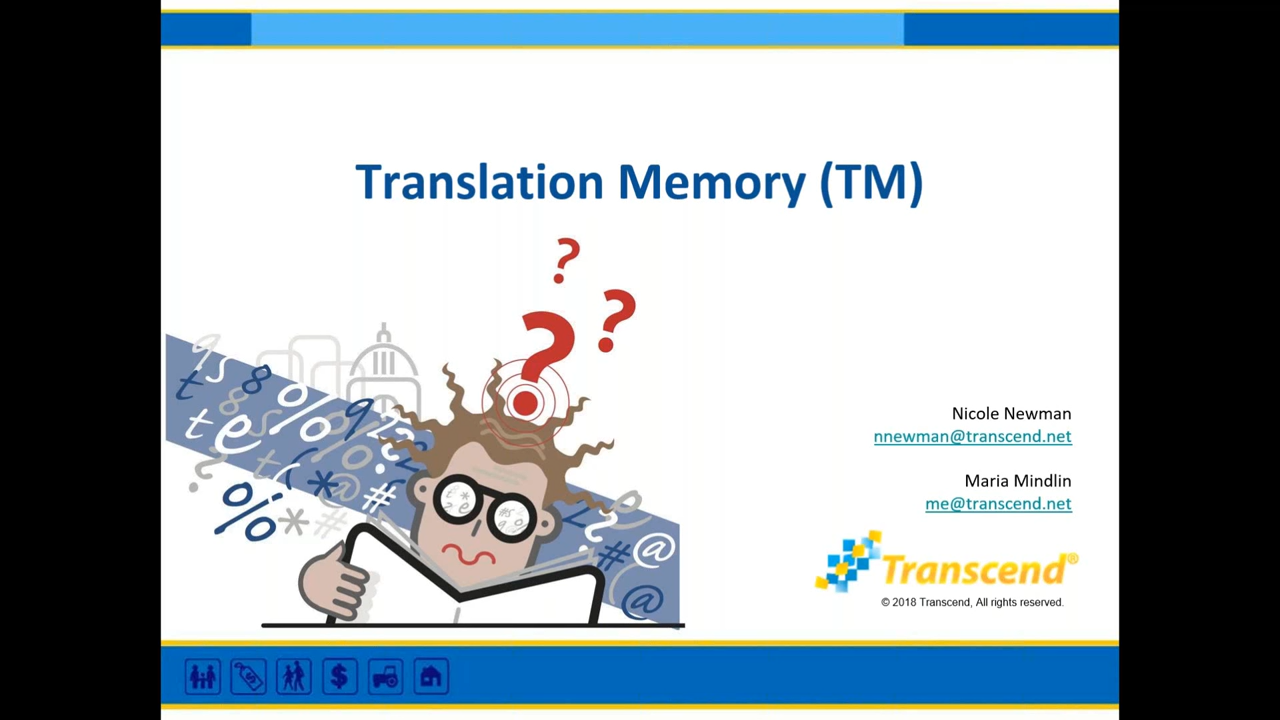 Translation Memory (TM)
Nicole Newman
nnewman@transcend.net
Maria Mindlin
me@transcend.net
Transcend®
© 2018 Transcend, All rights reserved.